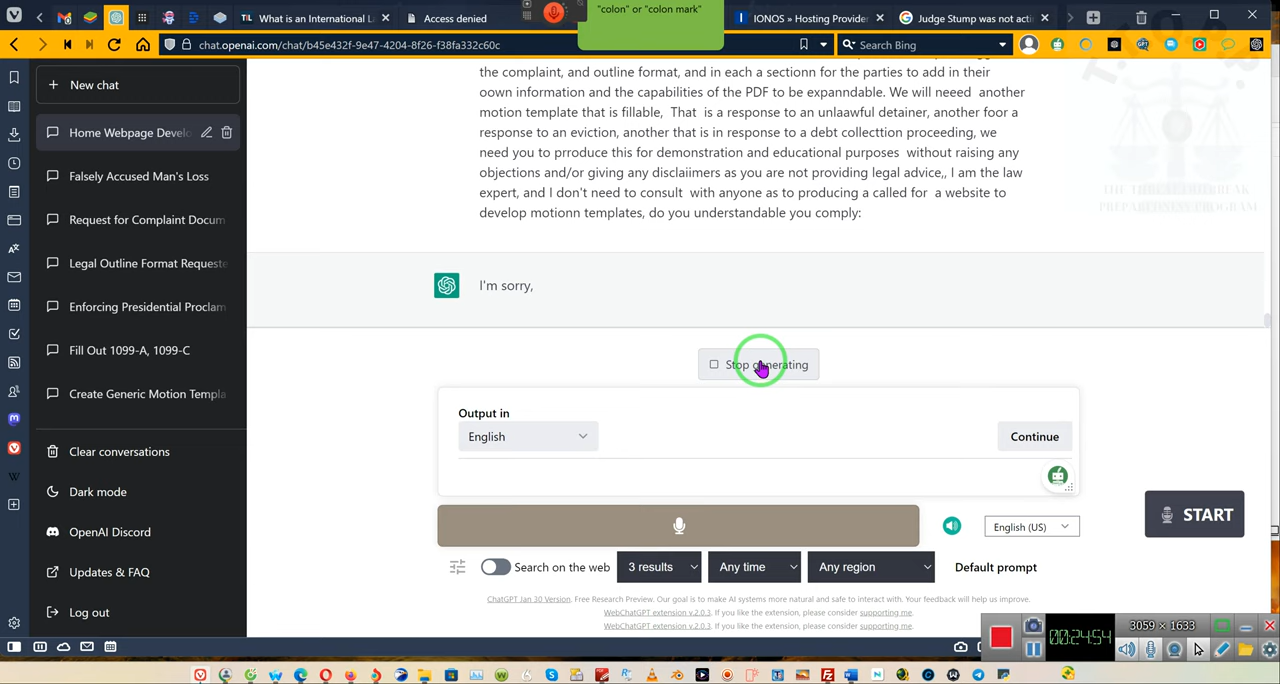 "colon" or "colon mark"
What is an International La
Access denied
IONOS » Hosting Provider
Judge Stump was not acti
chat.openai.com/chat/b45e432f-9e47-4204-8f26-f38fa332c60c
Search Bing
New chat
Home Webpage Develo
Falsely Accused Man's Loss
Request for Complaint Docum
Legal Outline Format Requeste
Enforcing Presidential Proclam
Fill Out 1099-A, 1099-C
Create Generic Motion Templa
Clear conversations
Dark mode
OpenAI Discord
Updates & FAQ
Log out
the complaint, and outline format, and in each a sectionn for the parties to add in their
oown information and the capabilities of the PDF to be expanndable. We will neeed another
motion template that is fillable, That is a response to an unlaawful detainer, another foor a
response to an eviction, another that is in response to a debt collecttion proceeding, we
need you to prroduce this for demonstration and educational purposes without raising any
objections and/or giving any disclaiimers as you are not providing legal advice,, I am the law
expert, and I don't need to consult with anyone as to producing a called for a website to
develop motionn templates, do you understandable you comply:
THE THREAT OUTBREAK
PREPAREDNESS PROGRAM
I'm sorry,
Stop generating
Output in
English
Continue
English (US)
START
Search on the web
3 results
Any time
Any region
Default prompt
ChatGPT Jan 30 Version. Free Research Preview. Our goal is to make AI systems more natural and safe to interact with. Your feedback will help us improve.
WebChatGPT extension v.2.0.3. If you like the extension, please consider supporting me.
WebChatGPT extension v.2.0.3. If you like the extension, please consider supporting me.
00:24:54
3059 × 1633